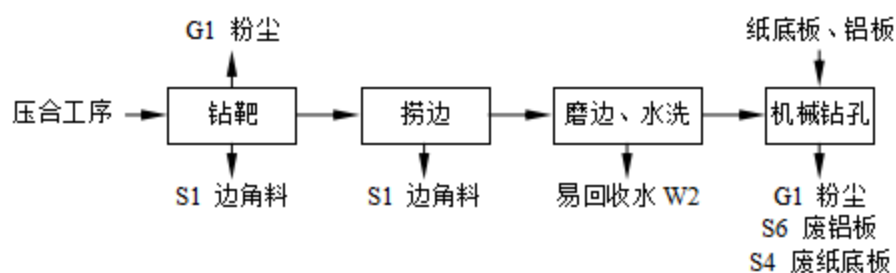 G1 粉尘
纸底板、铝板
压合工序
钻靶
捞边
磨边、水洗
机械钻孔
S1 边角料
S1 边角料
易回收水 W2
G1 粉尘
S6 废铝板
S4 废纸底板